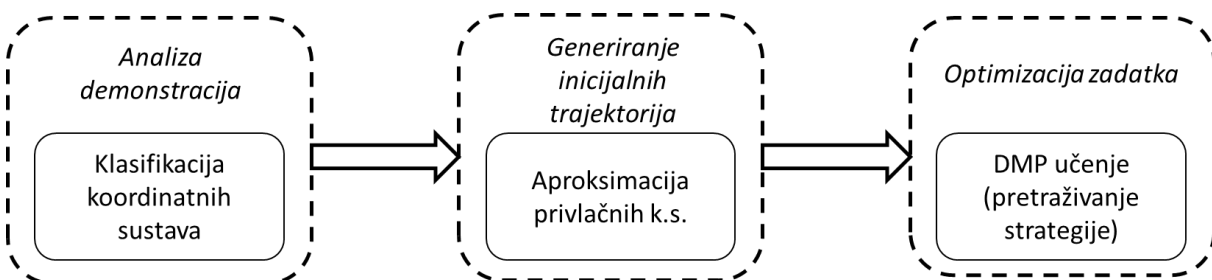 Analiza
demonstracija
Klasifikacija
koordinatnih
sustava
Generiranje
inicijalnih
trajektorija
Aproksimacija
privlačnih k.s.
Optimizacija zadatka
DMP učenje
(pretraživanje
strategije)